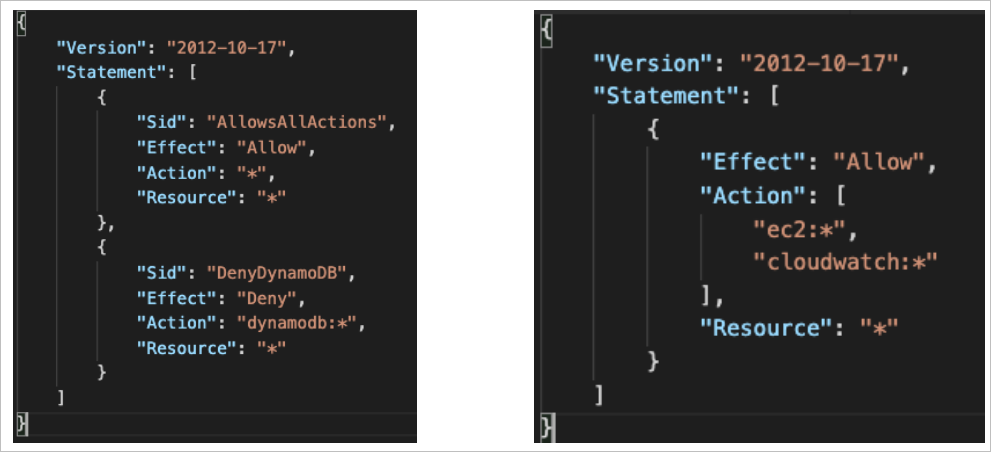 {
"Version": "2012-10-17",
"Statement": [
{
"Sid": "AllowsAllActions",
"Effect": "Allow",
"Action": "*",
"Resource": "*"
},
{
"Sid": "DenyDynamoDB",
"Effect": "Deny",
"Action": "dynamodb:*",
"Resource": "*"
}
]
}
{
"Version": "2012-10-17",
"Statement": [
{
"Effect": "Allow",
"Action": [
"ec2:*",
"cloudwatch:*"
],
"Resource": "*"
}
]
}